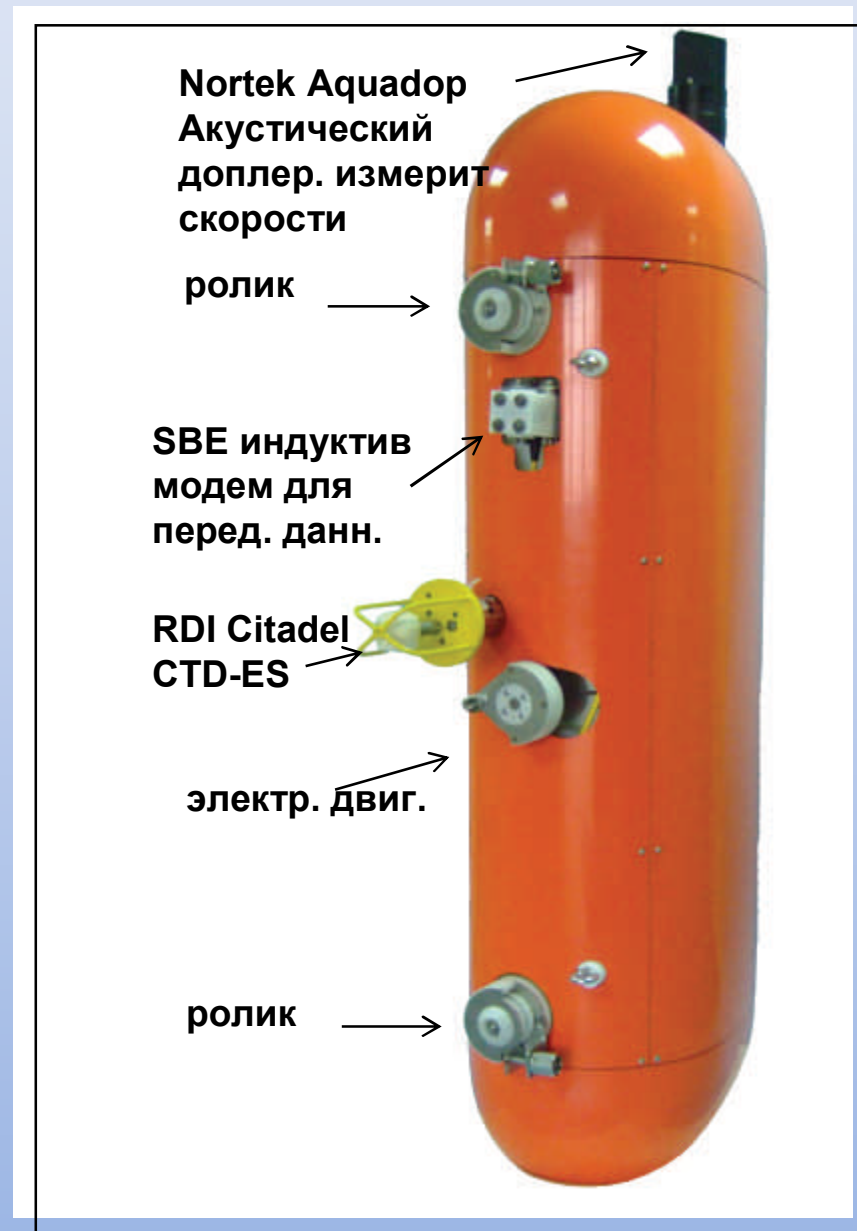 Nortek Aquadop
Акустический
доплер. измерит
скорости
ролик
SBE индуктив
модем для
перед. данн.
RDI Citadel
CTD-ES
электр. двиг.
ролик